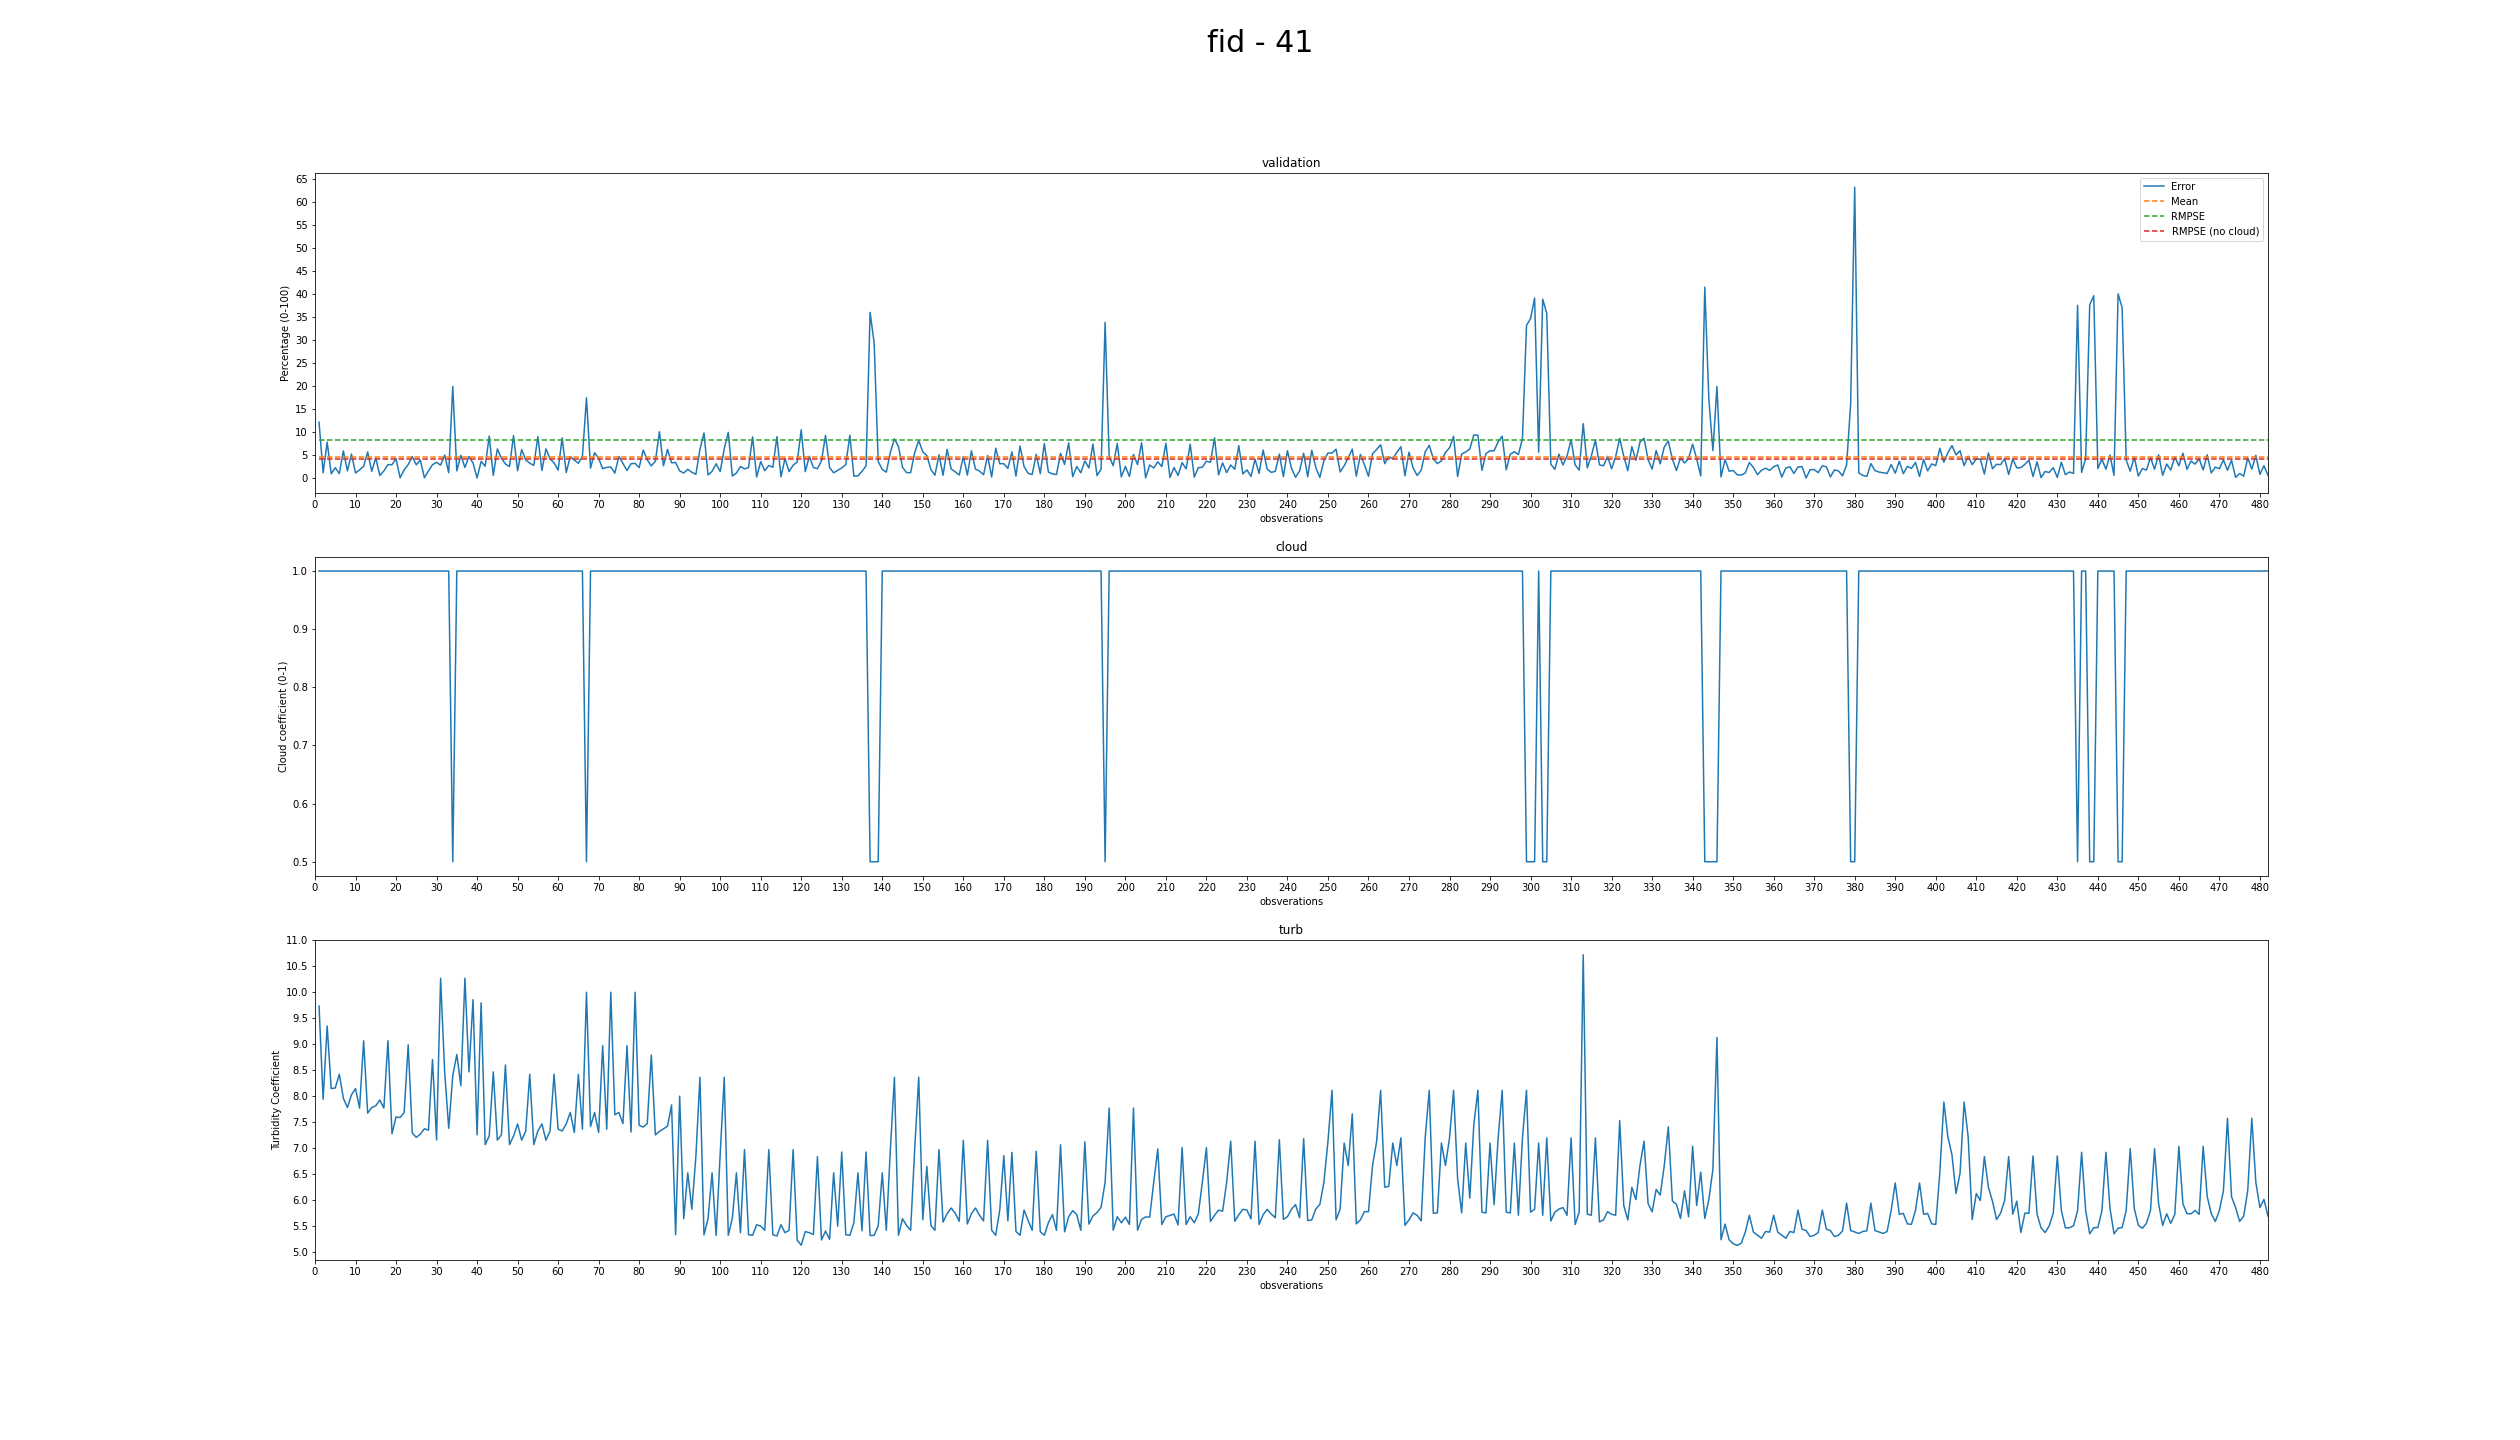 fid - 41
validation
Percentage (0-100)
65
60
55
50
45
40
35
30
25
20
15
10
5
0
Error
Mean
RMPSE
RMPSE (no cloud)
0 10 20 30 40 50 60 70 80 90 100 110 120 130 140 150 160 170 180 190 200 210 220 230 240 250 260 270 280 290 300 310 320 330 340 350 360 370 380 390 400 410 420 430 440 450 460 470 480
obsverations
cloud
Cloud coefficient (0-1)
1.0
0.9
0.8
0.7
0.6
0.5
0 10 20 30 40 50 60 70 80 90 100 110 120 130 140 150 160 170 180 190 200 210 220 230 240 250 260 270 280 290 300 310 320 330 340 350 360 370 380 390 400 410 420 430 440 450 460 470 480
obsverations
turb
Turbidity Coefficient
11.0
10.5
10.0
9.5
9.0
8.5
8.0
7.5
7.0
6.5
6.0
5.5
5.0
0 10 20 30 40 50 60 70 80 90 100 110 120 130 140 150 160 170 180 190 200 210 220 230 240 250 260 270 280 290 300 310 320 330 340 350 360 370 380 390 400 410 420 430 440 450 460 470 480
obsverations